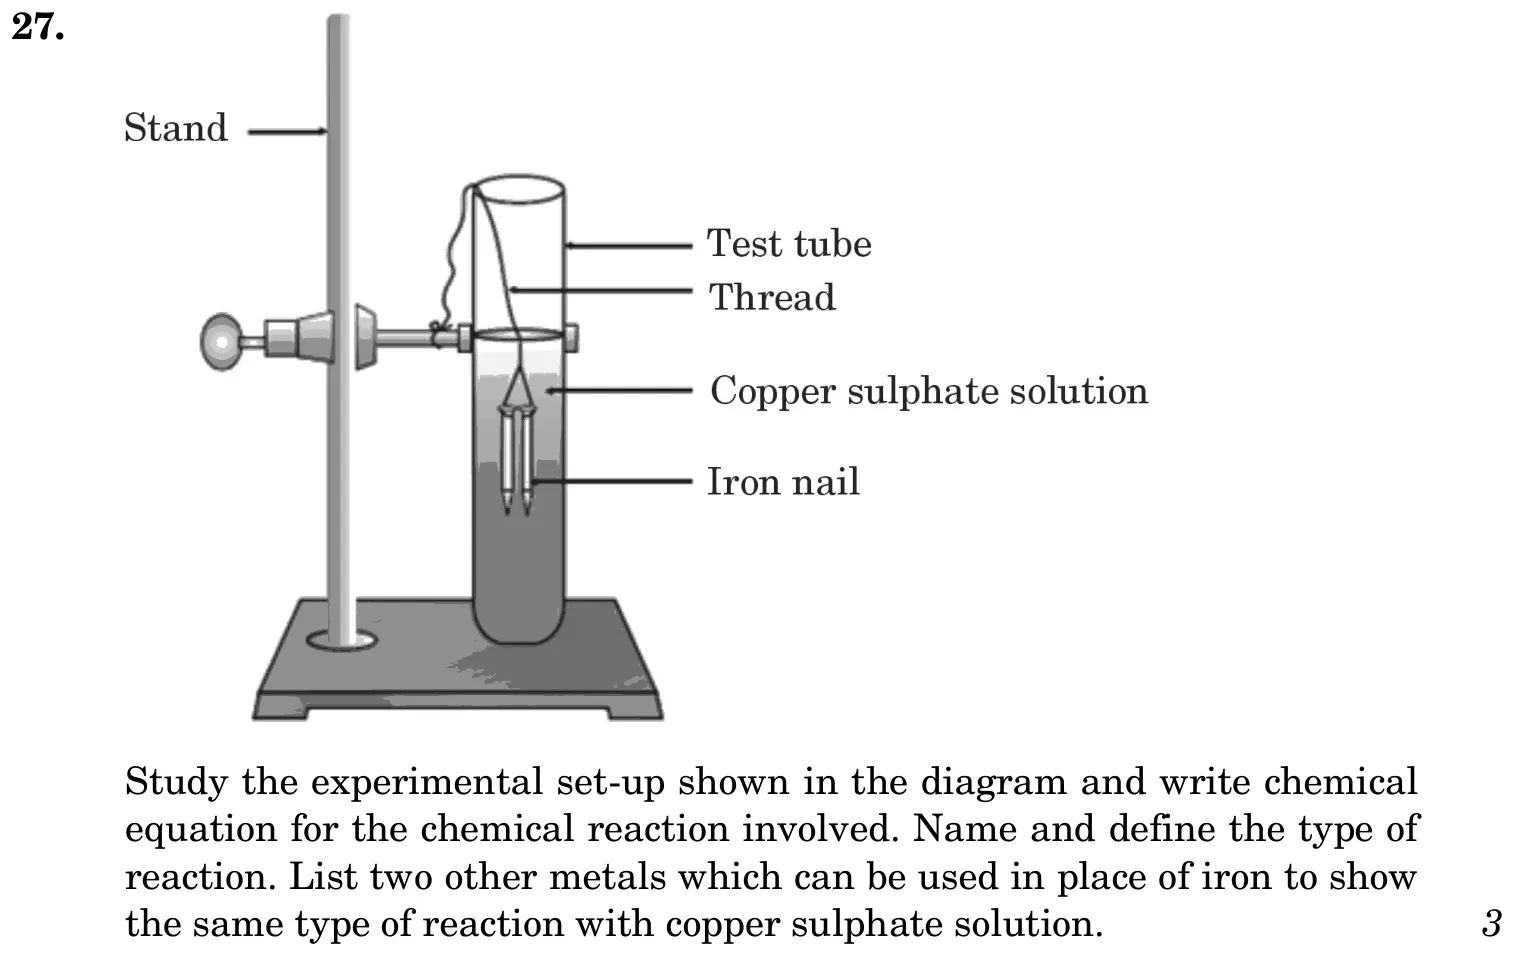 27.
Stand
Test tube
Thread
Copper sulphate solution
Iron nail
Study the experimental set-up shown in the diagram and write chemical
equation for the chemical reaction involved. Name and define the type of
reaction. List two other metals which can be used in place of iron to show
the same type of reaction with copper sulphate solution. 3